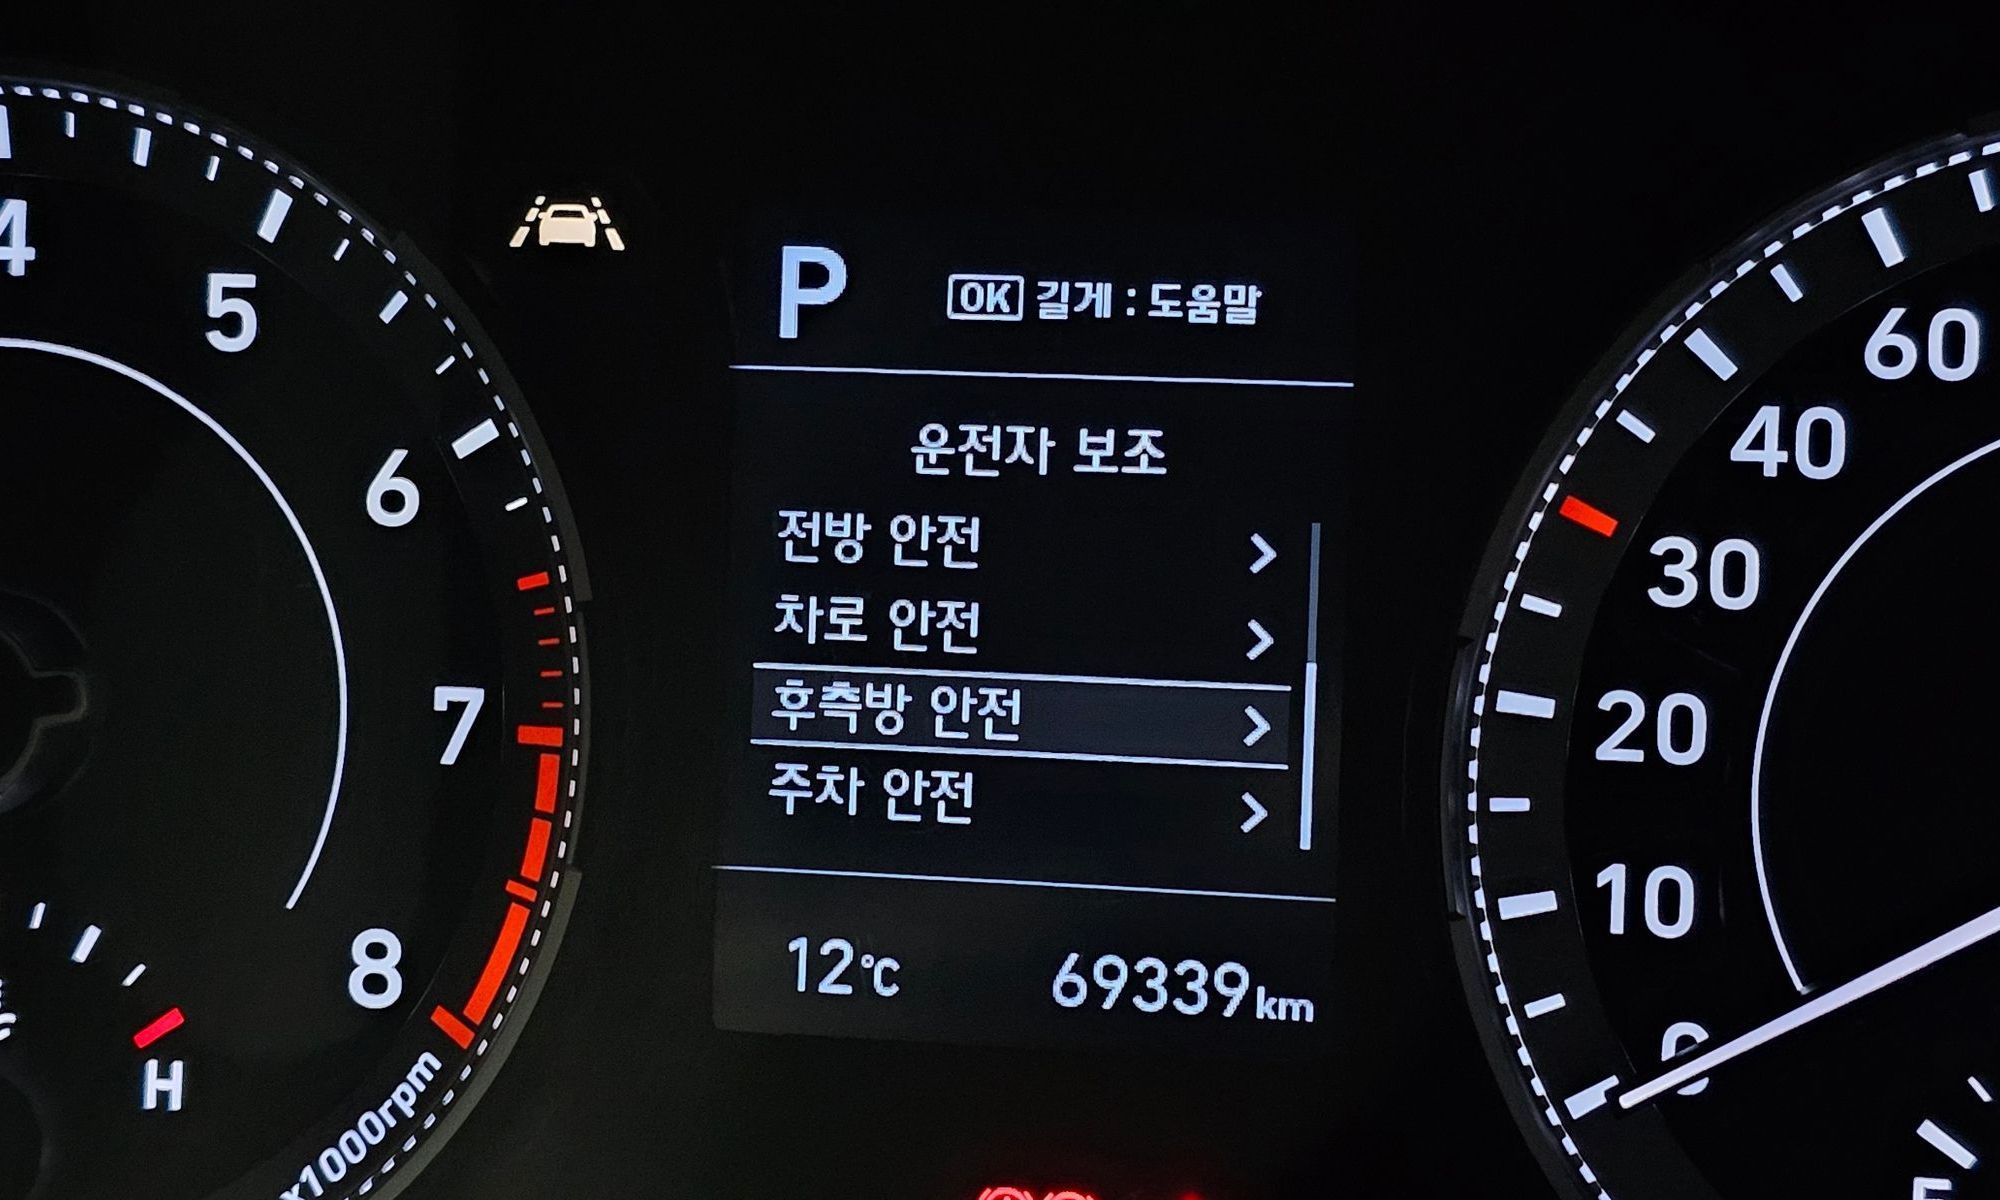 4
5
6
7
8
x1000rpm
H
P
OK 길게 : 도움말
운전자 보조
전방 안전
차로 안전
후측방 안전
주차 안전
12℃ 69339km
60
40
30
20
10
0